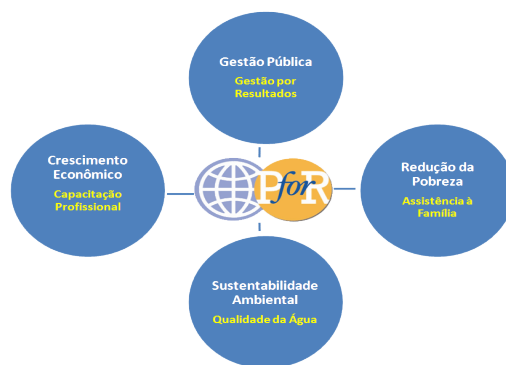 Gestão Pública
Gestão por
Resultados
Crescimento
Econômico
Capacitação
Profissional
PforR
Redução da
Pobreza
Assistência à
Família
Sustentabilidade
Ambiental
Qualidade da Água